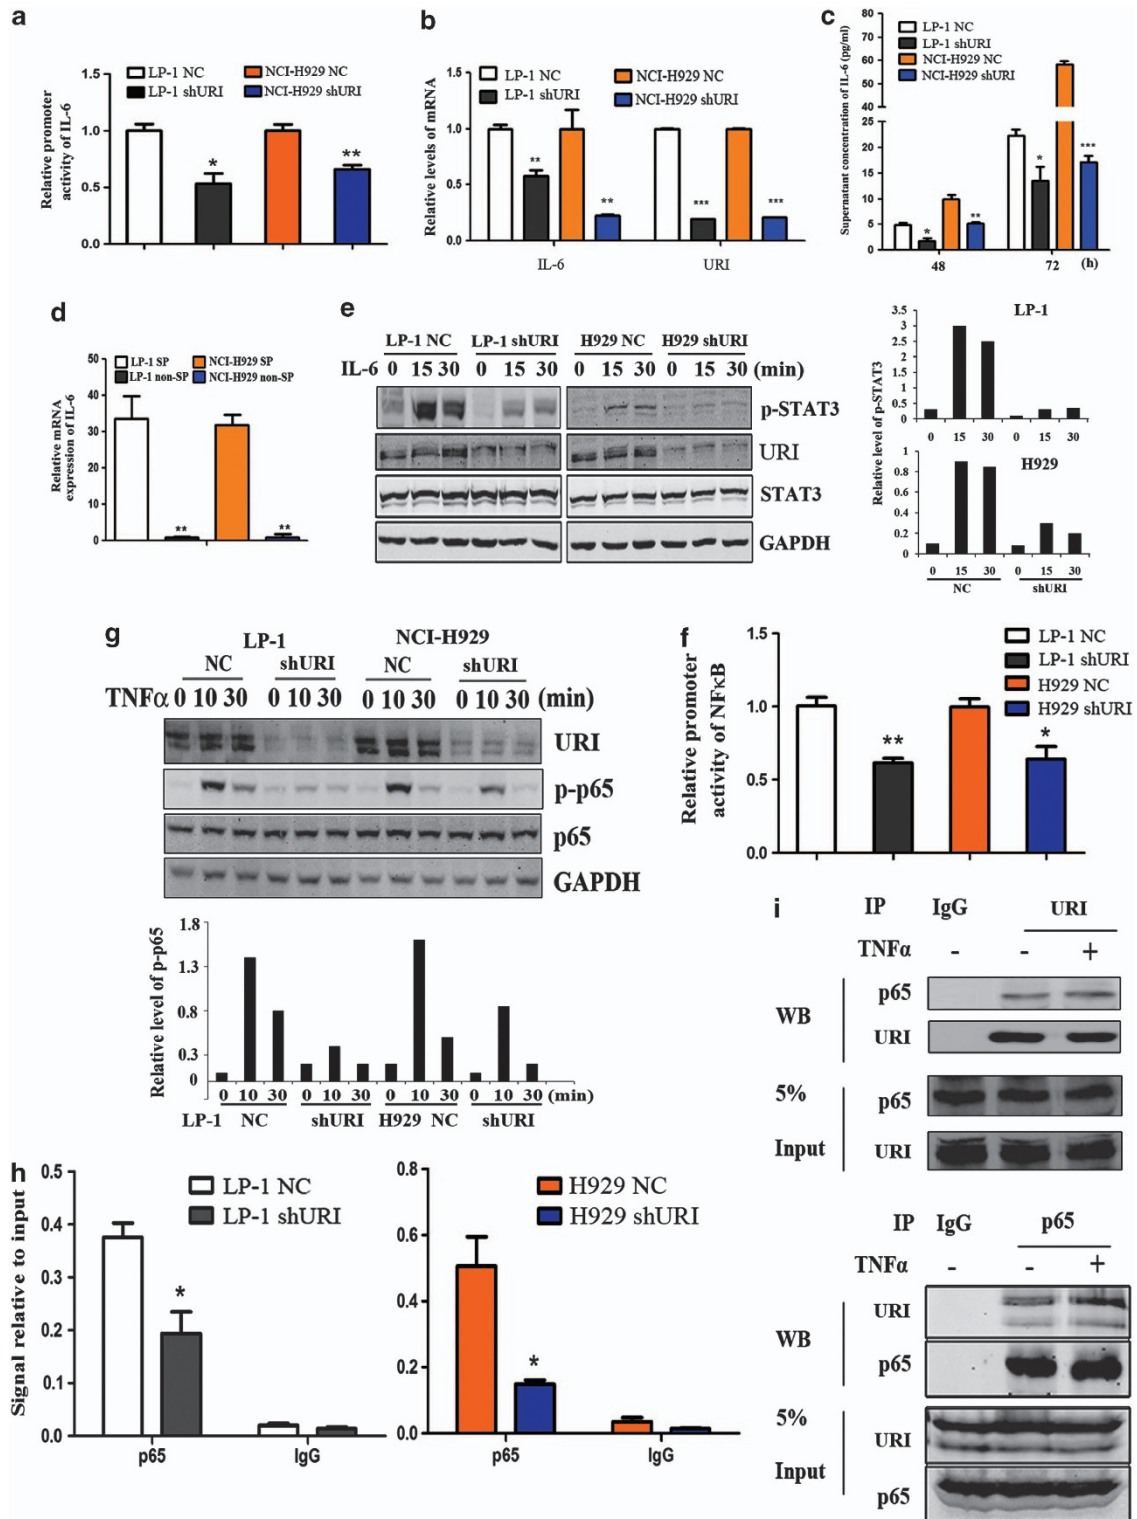 a
Relative promoter
activity of IL-6
LP-1 NC
LP-1 shURI
NCI-H929 NC
NCI-H929 shURI
1.5
1.0
0.5
0.0
*
**
b
Relative levels of mRNA
LP-1 NC
LP-1 shURI
NCI-H929 NC
NCI-H929 shURI
1.5
1.0
0.5
0.0
**
**
***
***
IL-6
URI
c
Supernatant concentration of IL-6 (pg/ml)
LP-1 NC
LP-1 shURI
NCI-H929 NC
NCI-H929 shURI
80
70
60
50
40
25
20
15
10
5
0
*
**
*
***
48
72
(h)
d
Relative mRNA
expression of IL-6
LP-1 SP
LP-1 non-SP
NCI-H929 SP
NCI-H929 non-SP
50
40
30
20
10
0
**
**
e
LP-1 NC LP-1 shURI H929 NC H929 shURI
IL-6 0 15 30 0 15 30 0 15 30 0 15 30 (min)
p-STAT3
URI
STAT3
GAPDH
Relative level of p-STAT3
LP-1
3.5
3
2.5
2
1.5
1
0.5
0
0 15 30 0 15 30
H929
1
0.8
0.6
0.4
0.2
0
0 15 30 0 15 30
NC shURI
g
LP-1 NCI-H929
NC shURI NC shURI
TNFα 0 10 30 0 10 30 0 10 30 0 10 30 (min)
URI
p-p65
p65
GAPDH
Relative level of p-p65
1.8
1.3
0.8
0.3
0
0 10 30 0 10 30 0 10 30 0 10 30 (min)
LP-1 NC shURI H929 NC shURI
f
Relative promoter
activity of NFκB
LP-1 NC
LP-1 shURI
H929 NC
H929 shURI
1.5
1.0
0.5
0.0
**
*
i
IP IgG URI
TNFα - - +
WB
p65
URI
5%
Input
p65
URI
IP IgG p65
TNFα - - +
WB
URI
p65
5%
Input
URI
p65
h
Signal relative to input
LP-1 NC
LP-1 shURI
0.5
0.4
0.3
0.2
0.1
0.0
*
p65 IgG
H929 NC
H929 shURI
0.8
0.6
0.4
0.2
0.0
*
p65 IgG